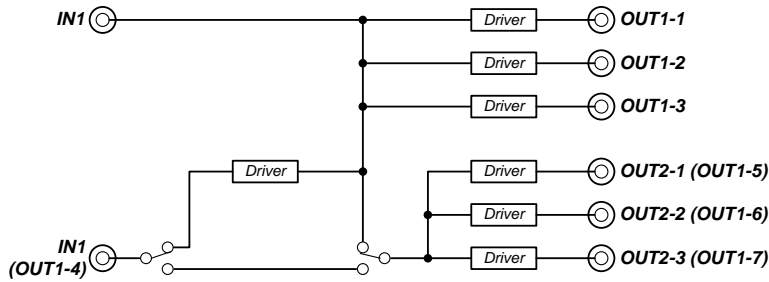 IN1
Driver
OUT1-1
Driver
OUT1-2
Driver
OUT1-3
Driver
Driver
OUT2-1 (OUT1-5)
Driver
OUT2-2 (OUT1-6)
IN1
(OUT1-4)
Driver
OUT2-3 (OUT1-7)